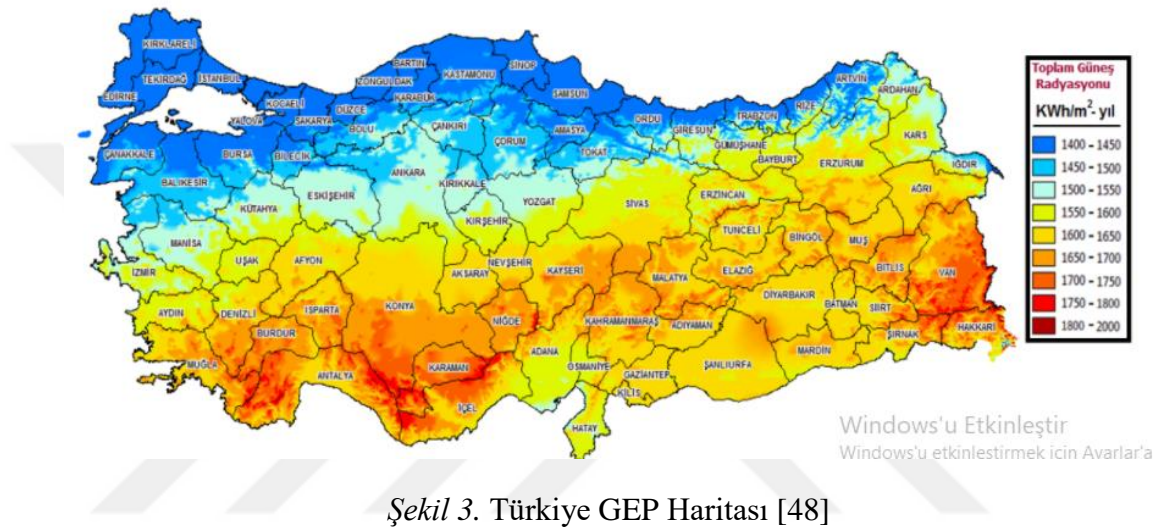 KIRKLARELİ
TEKİRDAĞ
İSTANBUL
EDİRNE
KOCAELİ
YALOVA
SAKARYA
DÜZCE
ZONGULDAK
BARTIN
KARABÜK
KASTAMONU
SİNOP
SAMSUN
ORDU
GİRESUN
TRABZON
RİZE
ARTVİN
ARDAHAN
KARS
IĞDIR
ÇANAKKALE
BALIKESİR
BURSA
BİLECİK
BOLU
ÇANKIRI
ÇORUM
AMASYA
TOKAT
GÜMÜŞHANE
BAYBURT
ERZURUM
AĞRI
KÜTAHYA
ESKİŞEHİR
ANKARA
KIRIKKALE
KIRŞEHİR
YOZGAT
SİVAS
ERZİNCAN
TUNCELİ
BİNGÖL
MUŞ
BİTLİS
VAN
MANİSA
İZMİR
UŞAK
AFYON
AKSARAY
NEVŞEHİR
KAYSERİ
MALATYA
ELAZIĞ
DİYARBAKIR
BATMAN
SİİRT
ŞIRNAK
HAKKARİ
AYDIN
DENİZLİ
ISPARTA
BURDUR
KONYA
NİĞDE
KAHRAMANMARAŞ
ADIYAMAN
MARDİN
MUĞLA
ANTALYA
KARAMAN
İÇEL
ADANA
OSMANİYE
GAZİANTEP
KİLİS
ŞANLIURFA
HATAY
Toplam Güneş
Radyasyonu
KWh/m²- yıl
1400 - 1450
1450 - 1500
1500 - 1550
1550 - 1600
1600 - 1650
1650 - 1700
1700 - 1750
1750 - 1800
1800 - 2000
Windows'u Etkinleştir
Windows'u etkinleştirmek için Ayarlar'a
Şekil 3. Türkiye GEP Haritası [48]